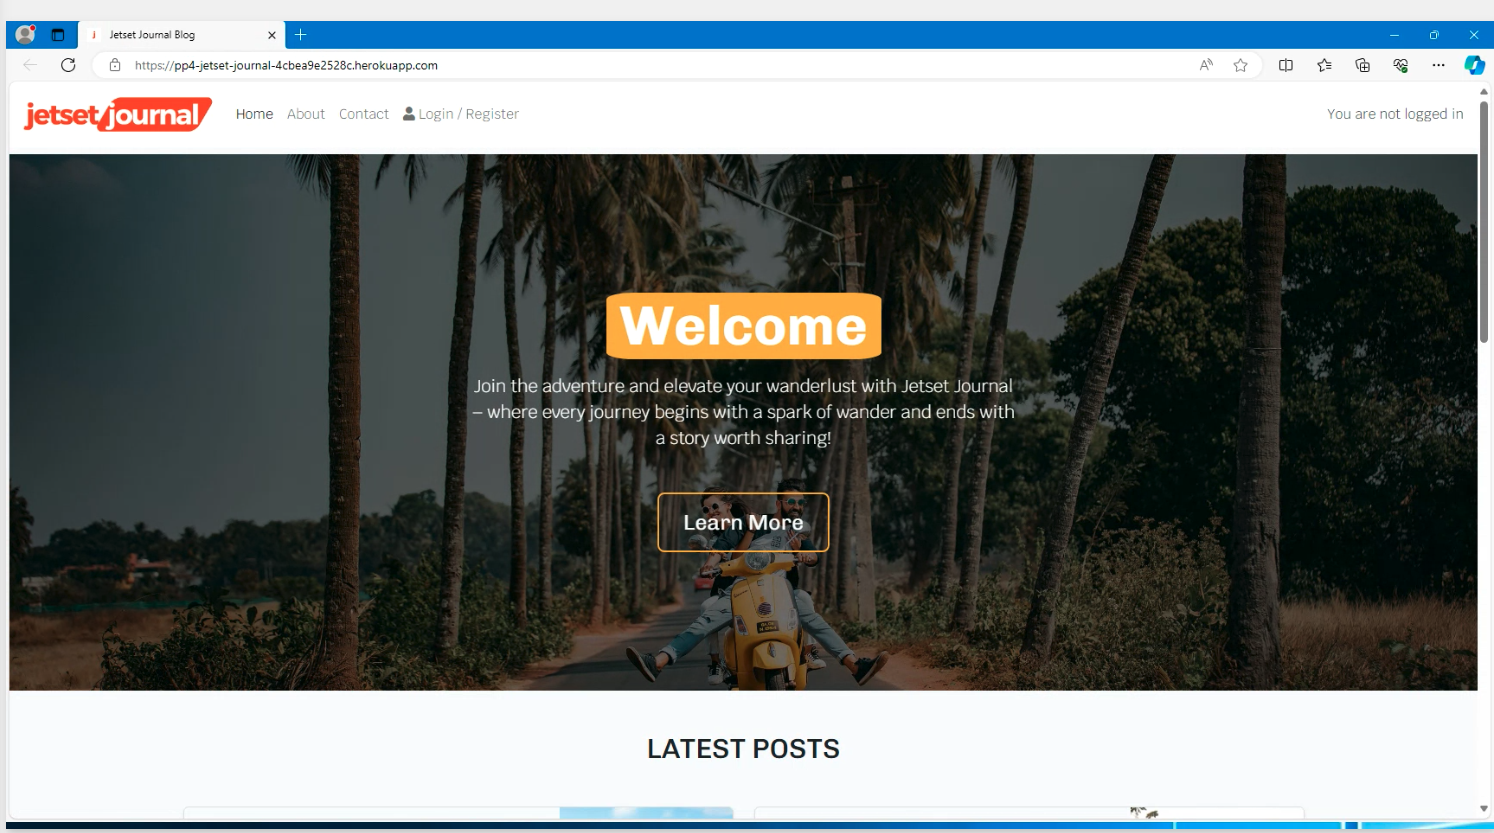 Jetset Journal Blog
https://pp4-jetset-journal-4cbea9e2528c.herokuapp.com
jetset journal
Home About Contact Login / Register
You are not logged in
Welcome
Join the adventure and elevate your wanderlust with Jetset Journal
– where every journey begins with a spark of wander and ends with
a story worth sharing!
Learn More
LATEST POSTS